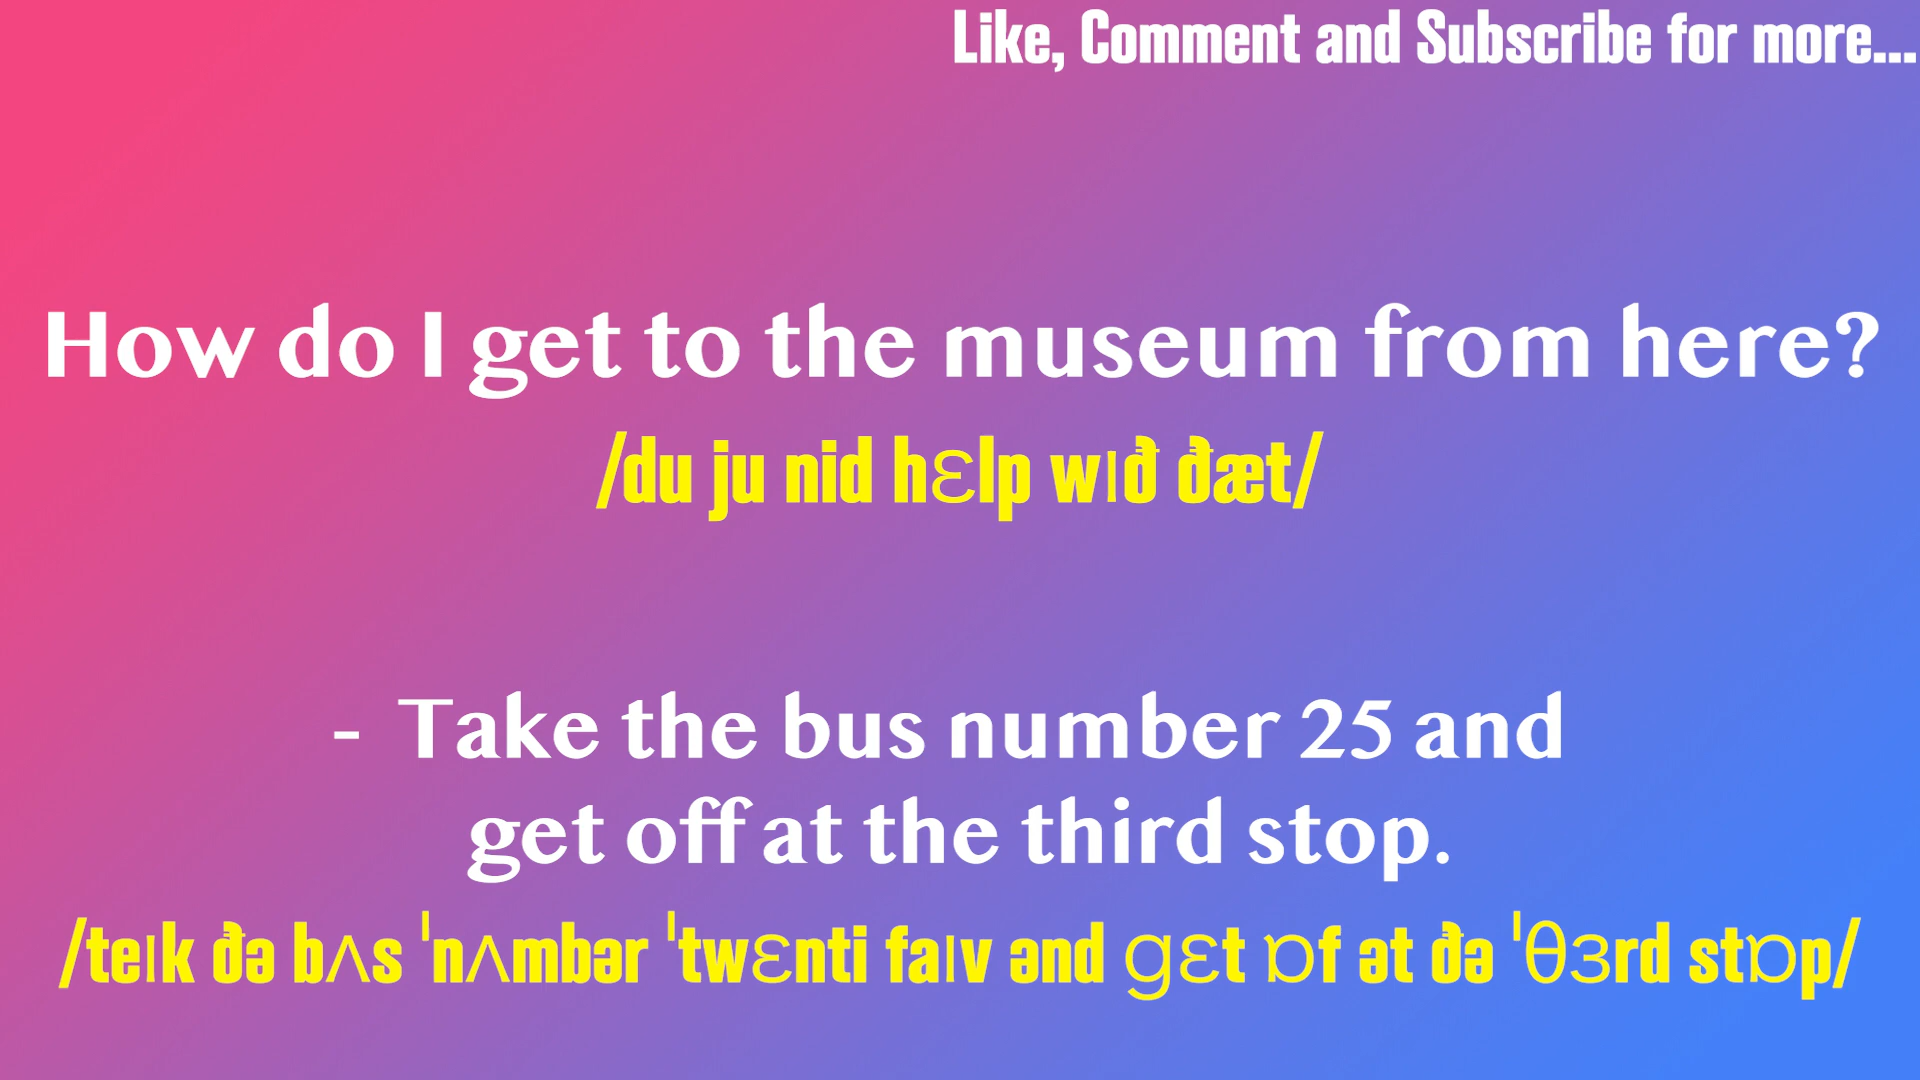 Like, Comment and Subscribe for more...
How do I get to the museum from here?
/du ju nid hɛlp wɪð ðæt/
- Take the bus number 25 and
get off at the third stop.
/teɪk ðə bʌs ˈnʌmbər ˈtwɛnti faɪv ənd ɡɛt ɒf ət ðə ˈθɜrd stɒp/